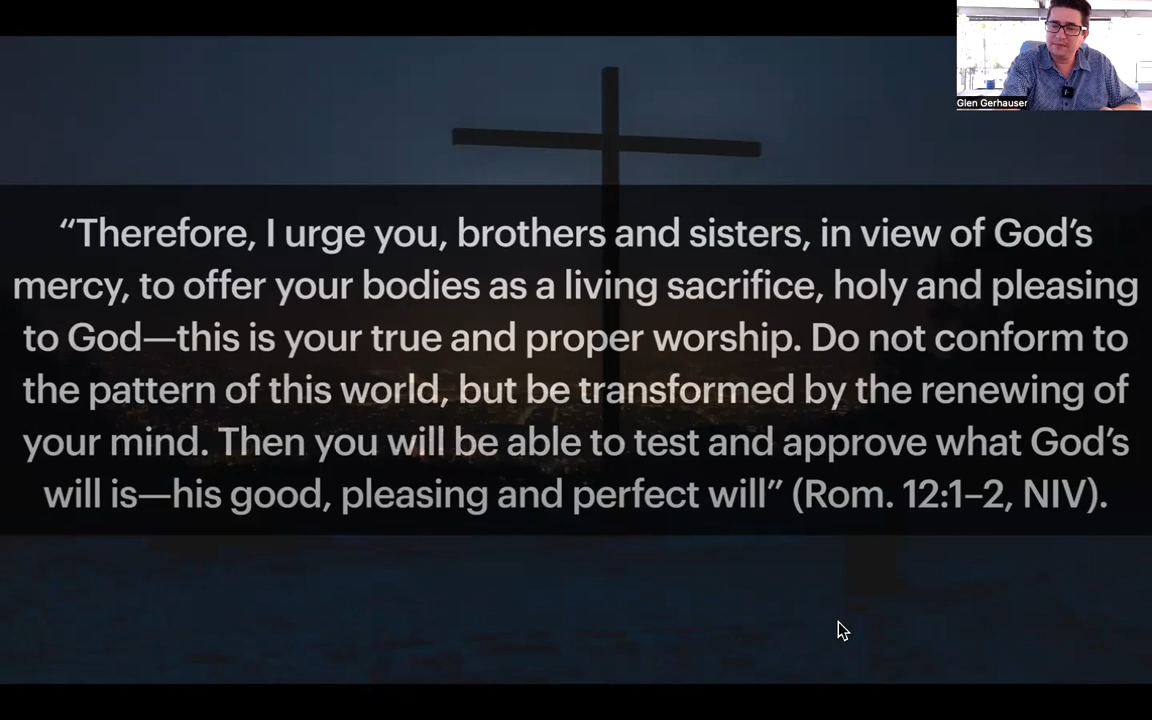 Glen Gerhauser
“Therefore, I urge you, brothers and sisters, in view of God’s
mercy, to offer your bodies as a living sacrifice, holy and pleasing
to God—this is your true and proper worship. Do not conform to
the pattern of this world, but be transformed by the renewing of
your mind. Then you will be able to test and approve what God’s
will is—his good, pleasing and perfect will” (Rom. 12:1–2, NIV).